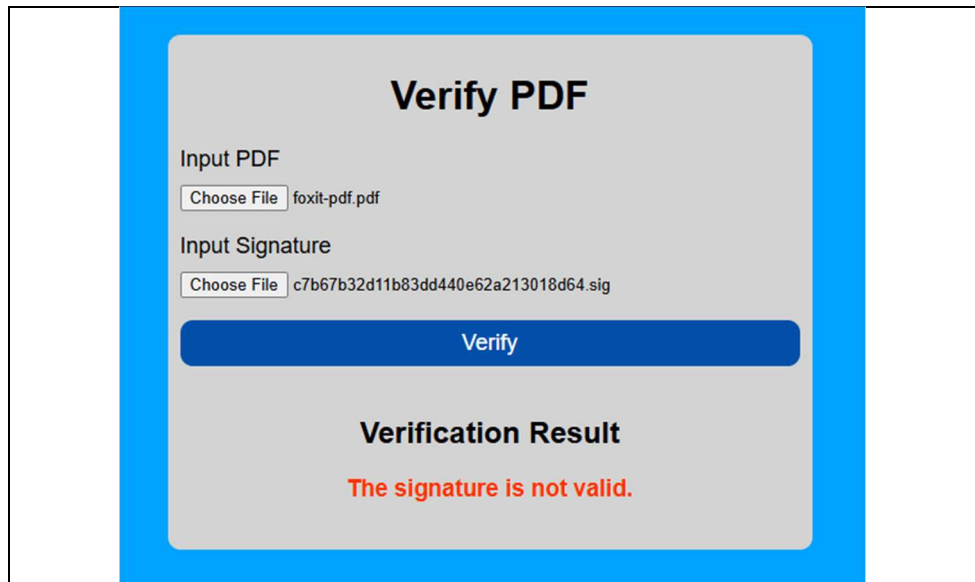 Verify PDF
Input PDF
Choose File foxit-pdf.pdf
Input Signature
Choose File c7b67b32d11b83dd440e62a213018d64.sig
Verify
Verification Result
The signature is not valid.